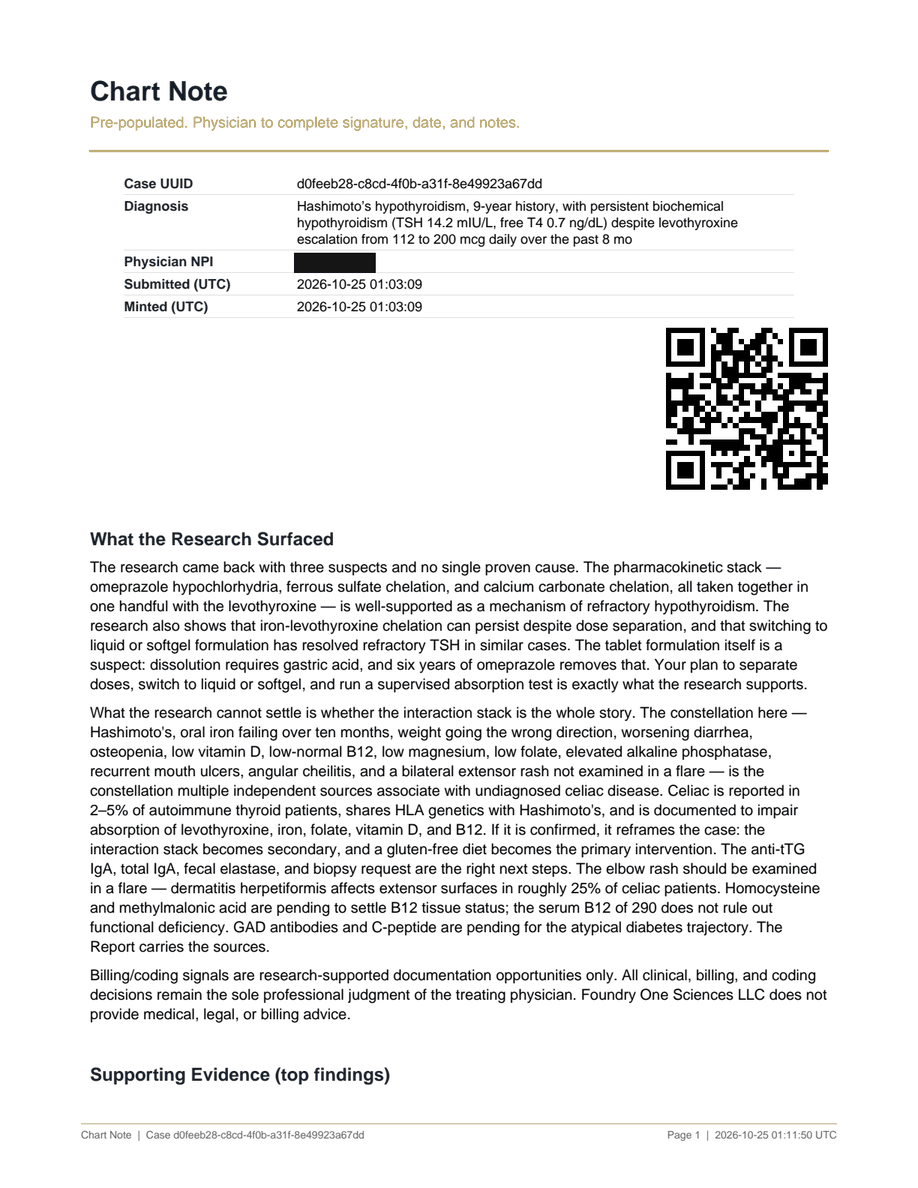 Chart Note
Pre-populated. Physician to complete signature, date, and notes.
Case UUID d0feeb28-c8cd-4f0b-a31f-8e49923a67dd
Diagnosis Hashimoto's hypothyroidism, 9-year history, with persistent biochemical
hypothyroidism (TSH 14.2 mIU/L, free T4 0.7 ng/dL) despite levothyroxine
escalation from 112 to 200 mcg daily over the past 8 mo
Physician NPI
Submitted (UTC) 2026-10-25 01:03:09
Minted (UTC) 2026-10-25 01:03:09
What the Research Surfaced
The research came back with three suspects and no single proven cause. The pharmacokinetic stack —
omeprazole hypochlorhydria, ferrous sulfate chelation, and calcium carbonate chelation, all taken together in
one handful with the levothyroxine — is well-supported as a mechanism of refractory hypothyroidism. The
research also shows that iron-levothyroxine chelation can persist despite dose separation, and that switching to
liquid or softgel formulation has resolved refractory TSH in similar cases. The tablet formulation itself is a
suspect: dissolution requires gastric acid, and six years of omeprazole removes that. Your plan to separate
doses, switch to liquid or softgel, and run a supervised absorption test is exactly what the research supports.
What the research cannot settle is whether the interaction stack is the whole story. The constellation here —
Hashimoto's, oral iron failing over ten months, weight going the wrong direction, worsening diarrhea,
osteopenia, low vitamin D, low-normal B12, low magnesium, low folate, elevated alkaline phosphatase,
recurrent mouth ulcers, angular cheilitis, and a bilateral extensor rash not examined in a flare — is the
constellation multiple independent sources associate with undiagnosed celiac disease. Celiac is reported in
2–5% of autoimmune thyroid patients, shares HLA genetics with Hashimoto's, and is documented to impair
absorption of levothyroxine, iron, folate, vitamin D, and B12. If it is confirmed, it reframes the case: the
interaction stack becomes secondary, and a gluten-free diet becomes the primary intervention. The anti-tTG
IgA, total IgA, fecal elastase, and biopsy request are the right next steps. The elbow rash should be examined
in a flare — dermatitis herpetiformis affects extensor surfaces in roughly 25% of celiac patients. Homocysteine
and methylmalonic acid are pending to settle B12 tissue status; the serum B12 of 290 does not rule out
functional deficiency. GAD antibodies and C-peptide are pending for the atypical diabetes trajectory. The
Report carries the sources.
Billing/coding signals are research-supported documentation opportunities only. All clinical, billing, and coding
decisions remain the sole professional judgment of the treating physician. Foundry One Sciences LLC does not
provide medical, legal, or billing advice.
Supporting Evidence (top findings)
Chart Note | Case d0feeb28-c8cd-4f0b-a31f-8e49923a67dd Page 1 | 2026-10-25 01:11:50 UTC